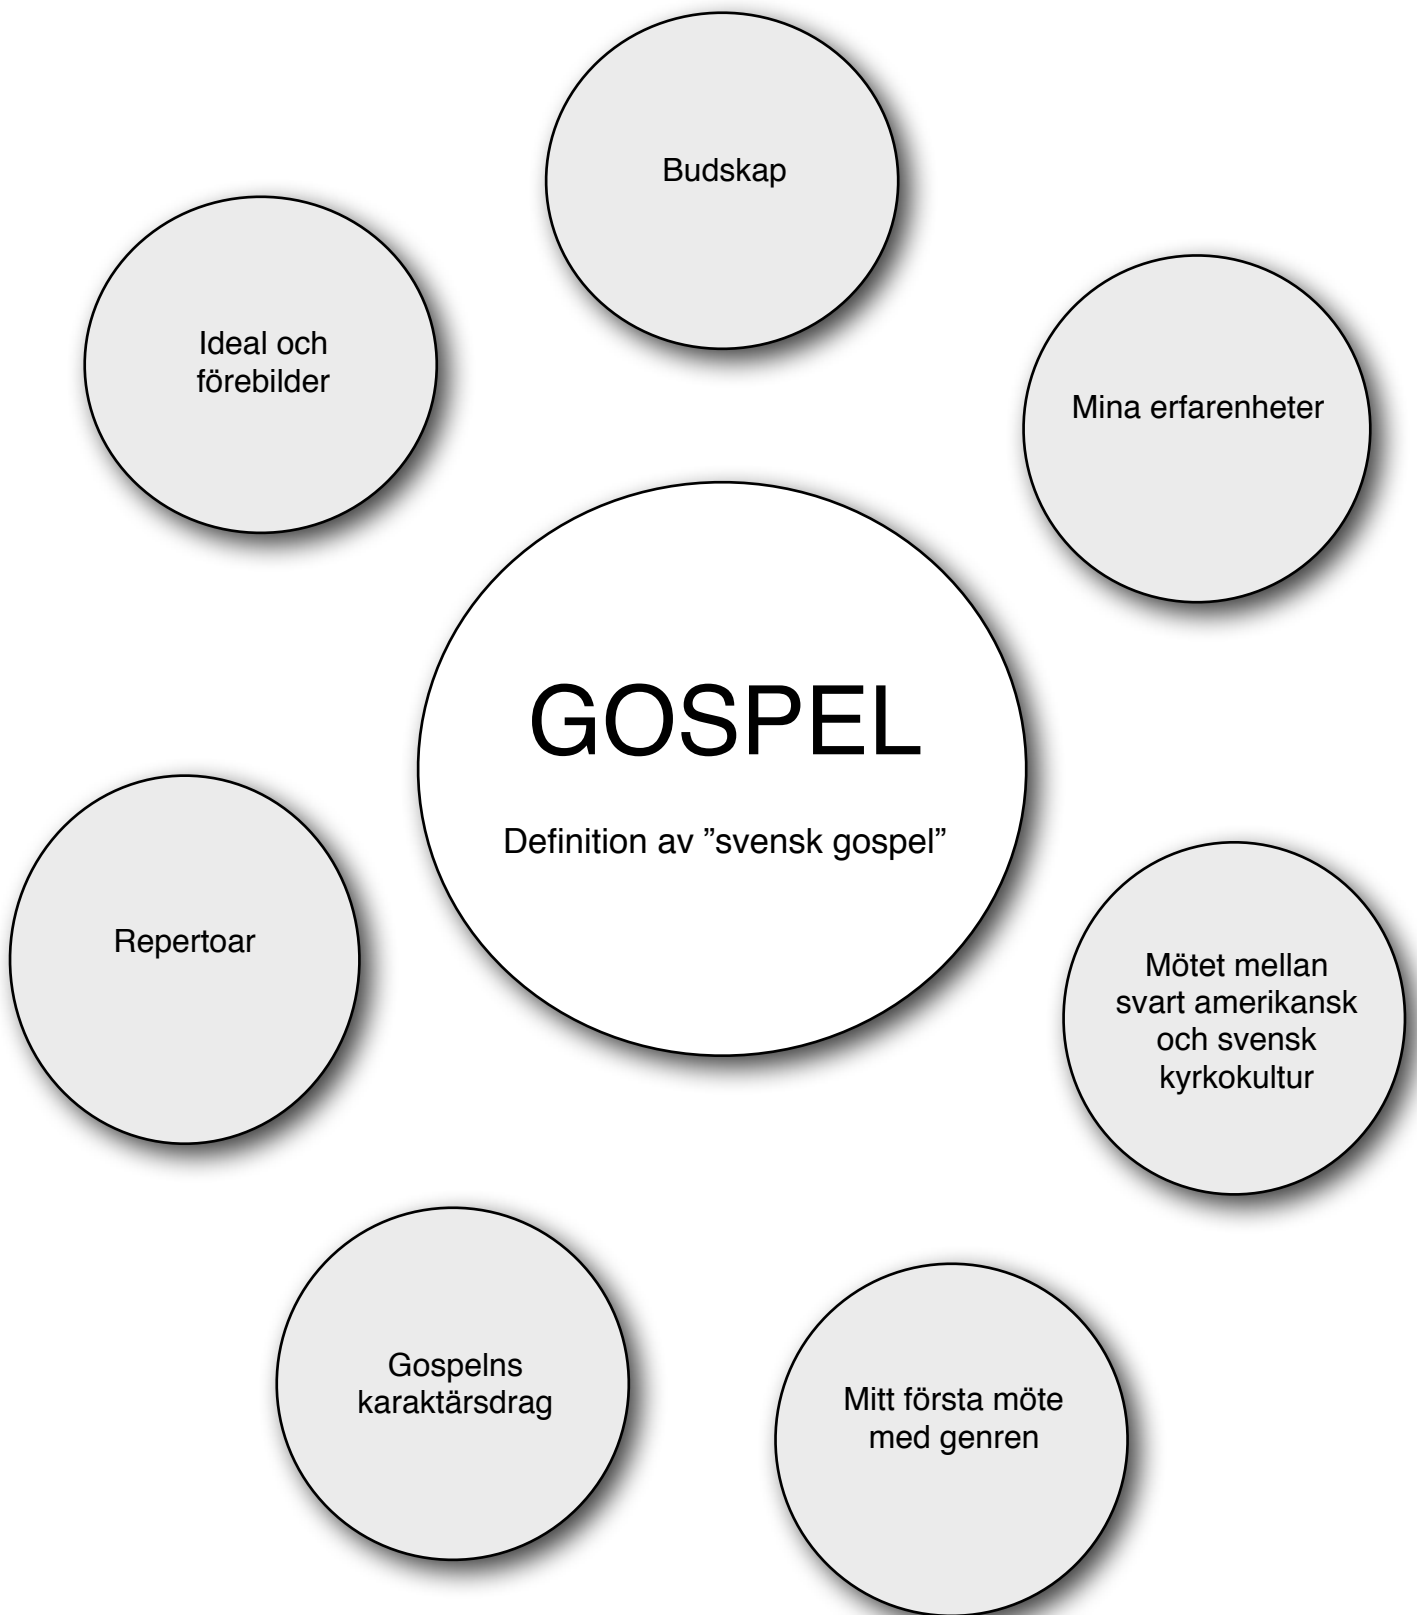 Budskap
Ideal och
förebilder
Mina erfarenheter
GOSPEL
Definition av ”svensk gospel”
Repertoar
Mötet mellan
svart amerikansk
och svensk
kyrkokultur
Gospelns
karaktärsdrag
Mitt första möte
med genren